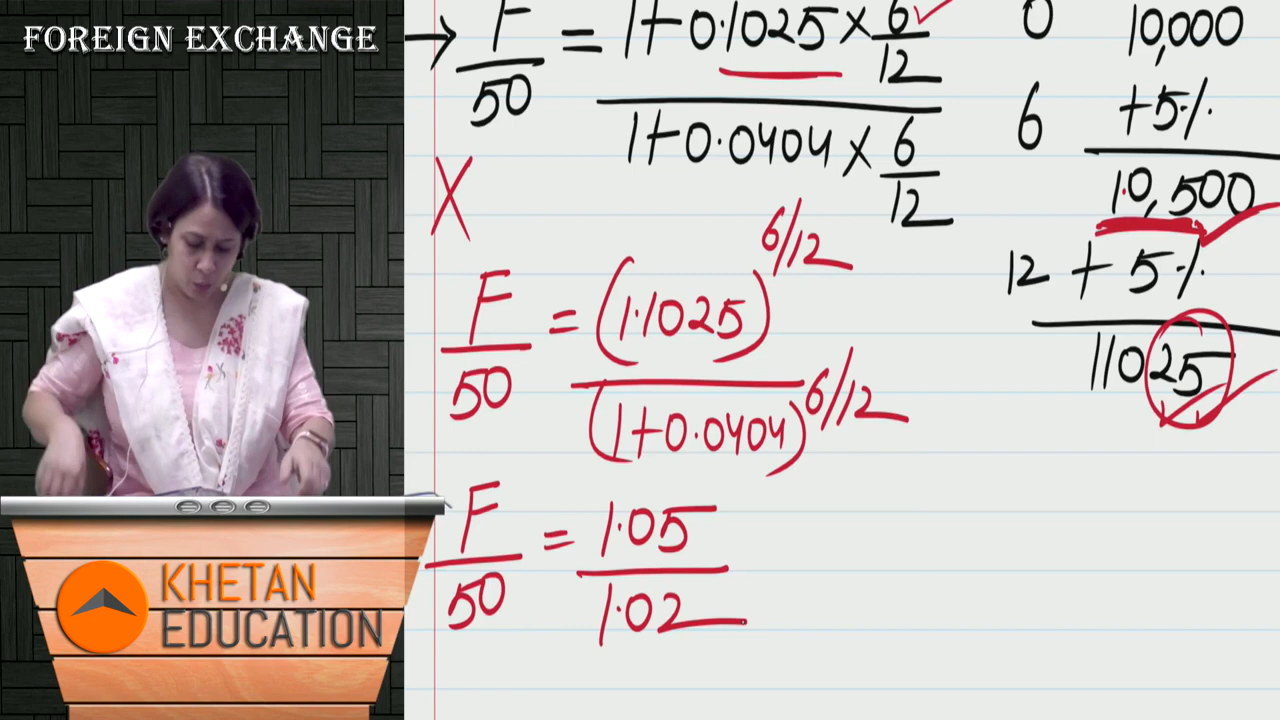 FOREIGN EXCHANGE
→ F/50 = (1+0.1025×6/12)/(1+0.0404×6/12)
X
F/50 = (1.1025)^6/12/(1+0.0404)^6/12
F/50 = 1.05/1.02
0 10,000
6 +5%
10,500
12 +5%
11025
KHETAN
EDUCATION